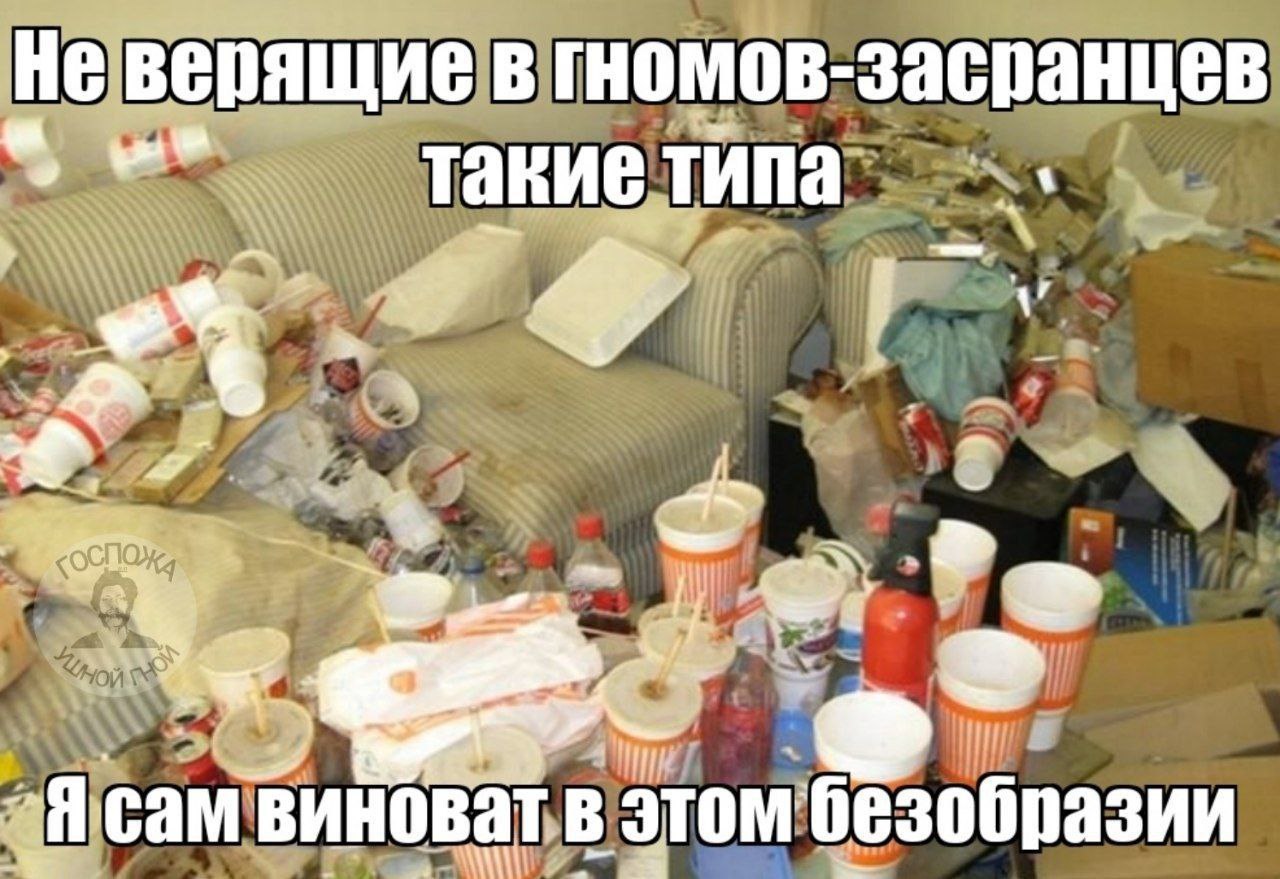 Не верящие в гномов-засранцев
такие типа
ГОСПОЖА
УШНОЙ ГНОЙ
Я сам виноват в этом безобразии